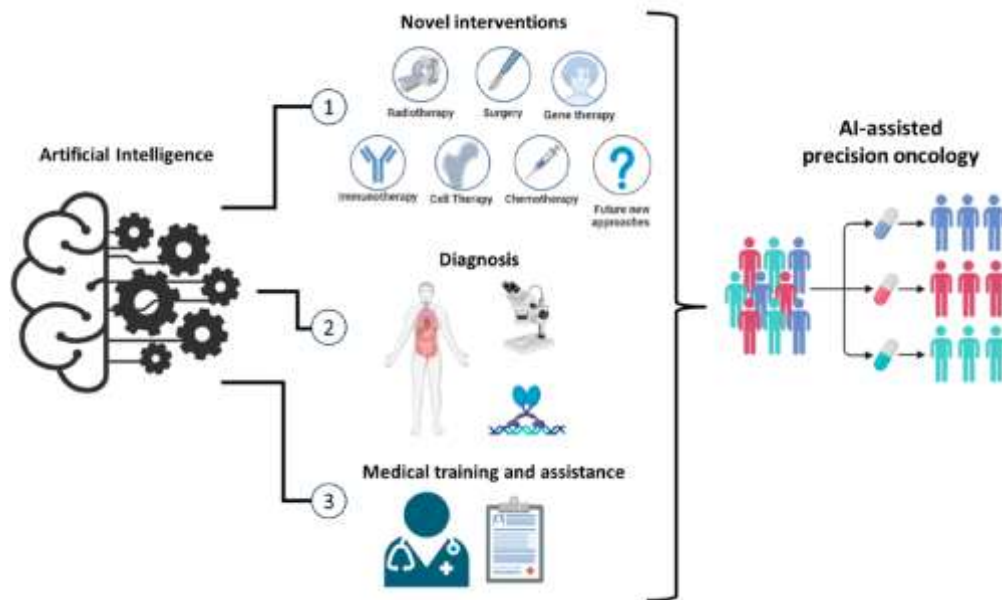 Novel interventions
Radiotherapy
Surgery
Gene therapy
1
Artificial Intelligence
Immunotherapy
Cell Therapy
Chemotherapy
Future new
approaches
AI-assisted
precision oncology
Diagnosis
2
Medical training and assistance
3